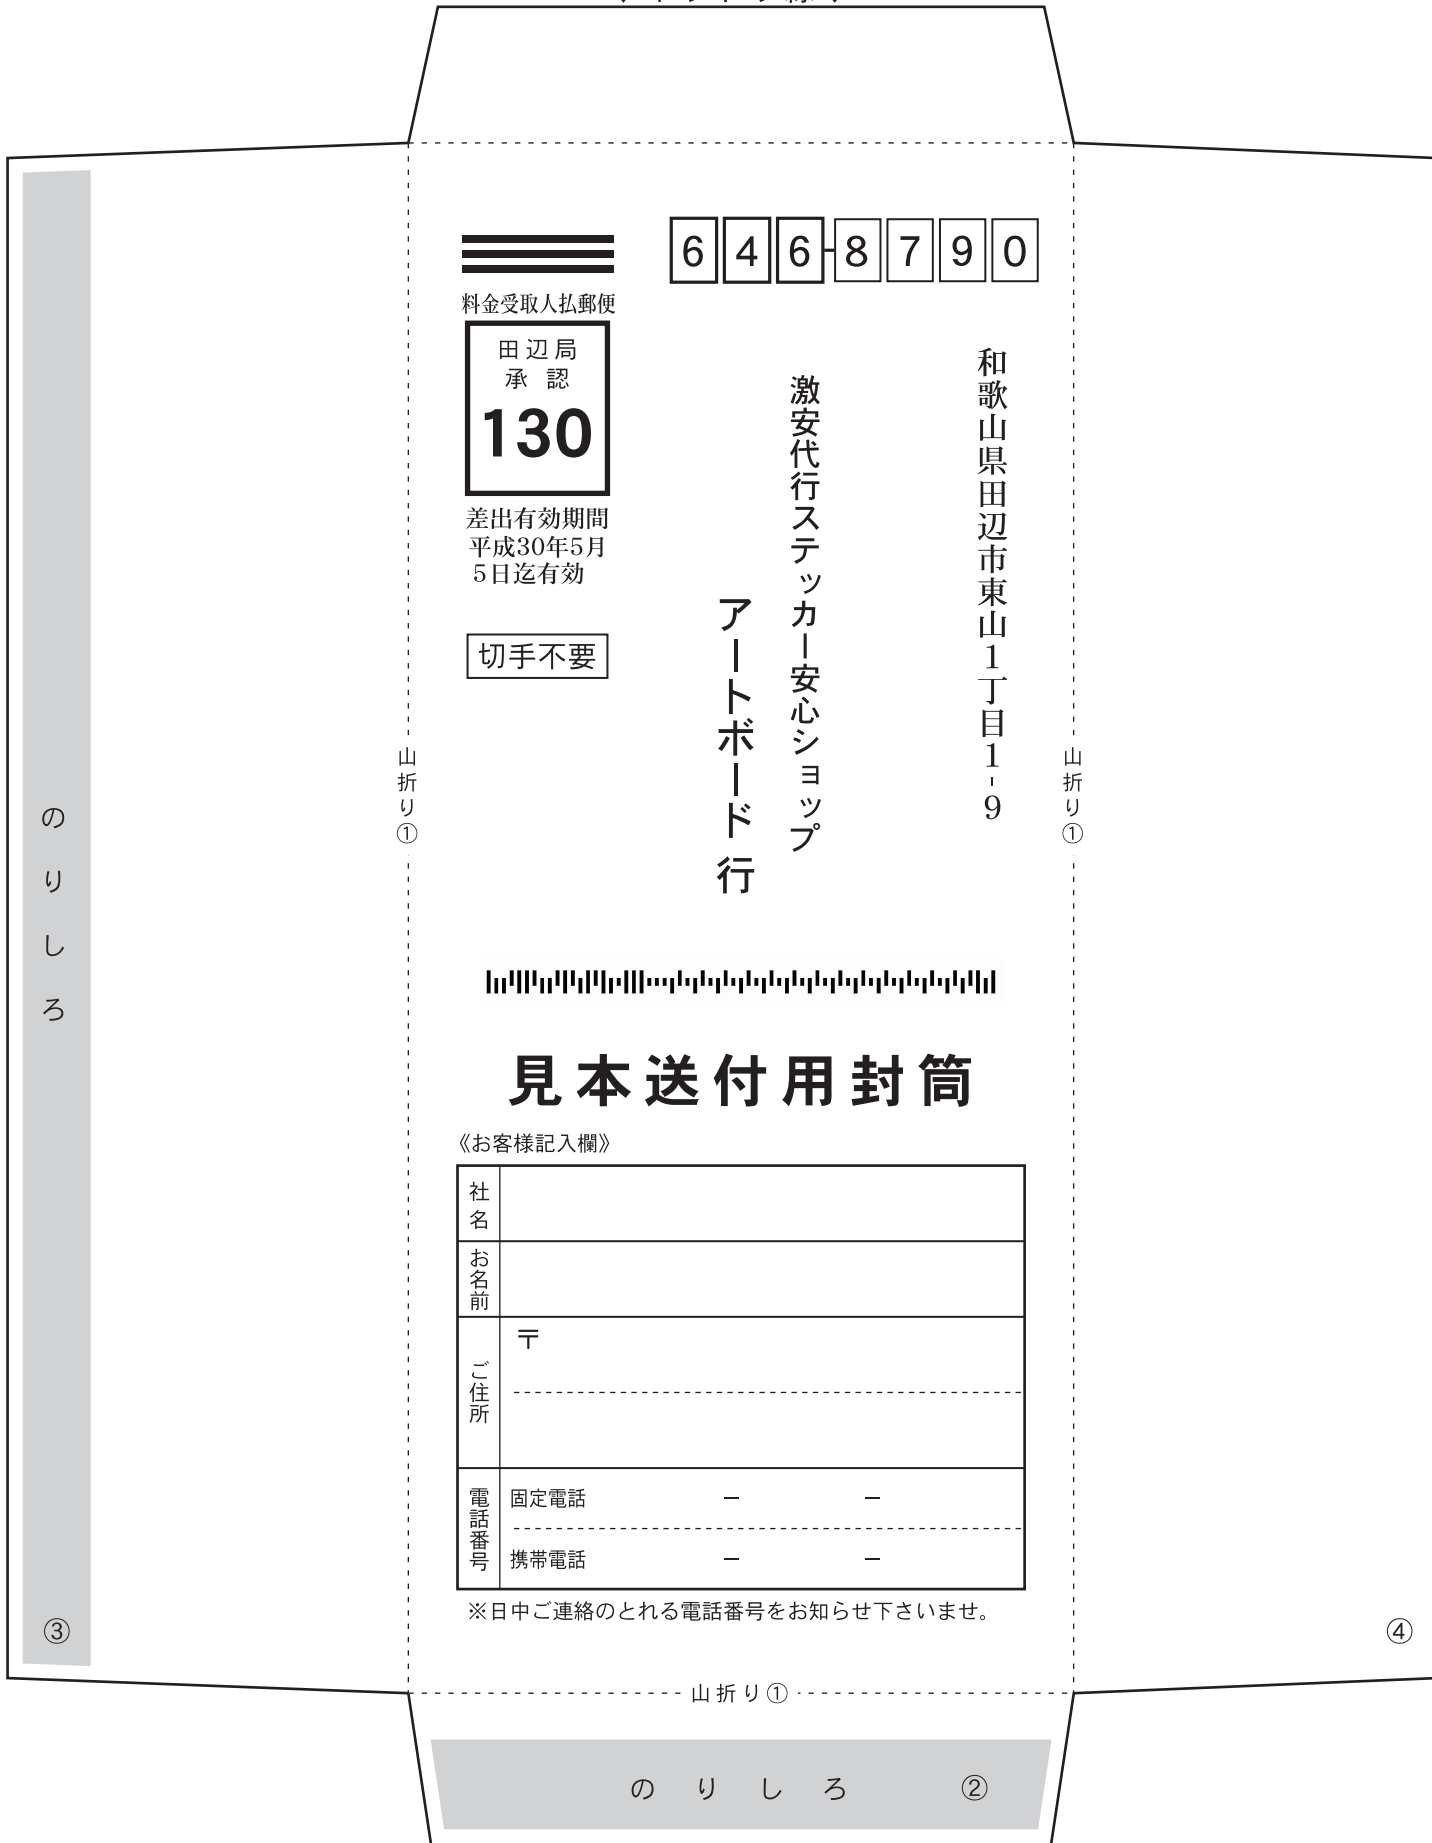 646-8790
料金受取人払郵便
田辺局
承認
130
差出有効期間
平成30年5月
5日迄有効
切手不要
和歌山県田辺市東山1丁目1-9
激安代行ステッカー安心ショップ
アートボード 行
山折り①
山折り①
のりしろ
見本送付用封筒
《お客様記入欄》
社名
お名前
ご住所
〒
電話番号
固定電話 − −
携帯電話 − −
※日中ご連絡のとれる電話番号をお知らせ下さいませ。
③
④
山折り①
のりしろ ②